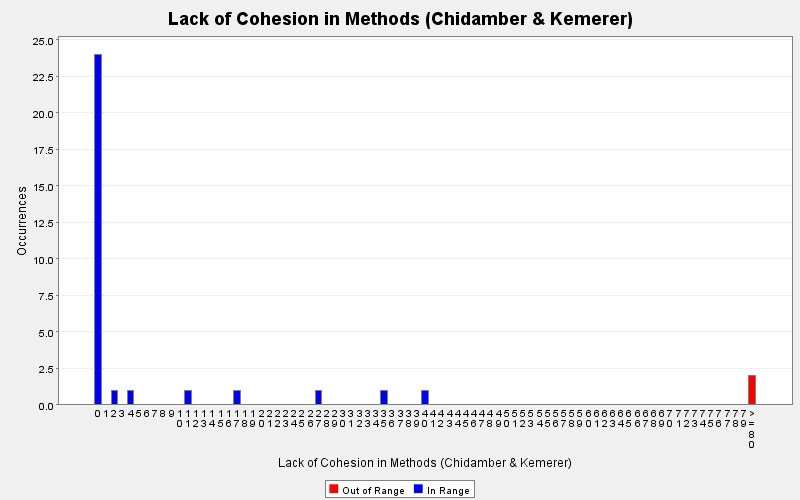 Lack of Cohesion in Methods (Chidamber & Kemerer)
25.0
22.5
20.0
17.5
15.0
12.5
10.0
7.5
5.0
2.5
0.0
Occurrences
0 1 2 3 4 5 6 7 8 9 10 11 12 13 14 15 16 17 18 19 20 21 22 23 24 25 26 27 28 29 30 31 32 33 34 35 36 37 38 39 40 41 42 43 44 45 46 47 48 49 50 51 52 53 54 55 56 57 58 59 60 61 62 63 64 65 66 67 68 69 70 71 72 73 74 75 76 77 78 79 >=80
Lack of Cohesion in Methods (Chidamber & Kemerer)
Out of Range In Range